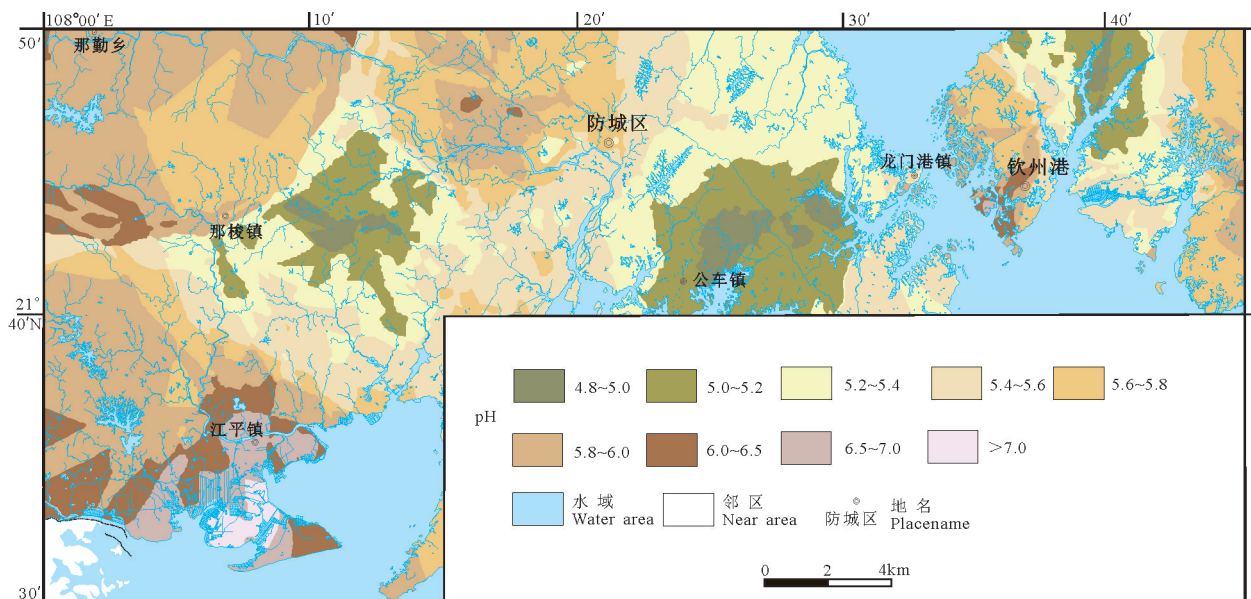 108°00′ E
10′
20′
30′
40′
50′
那勤乡
防城区
龙门港镇
钦州港
那梭镇
公车镇
21°
40′N
江平镇
30′
pH
4.8~5.0
5.0~5.2
5.2~5.4
5.4~5.6
5.6~5.8
5.8~6.0
6.0~6.5
6.5~7.0
>7.0
水 域
Water area
邻 区
Near area
防城区
地 名
Placename
0 2 4km